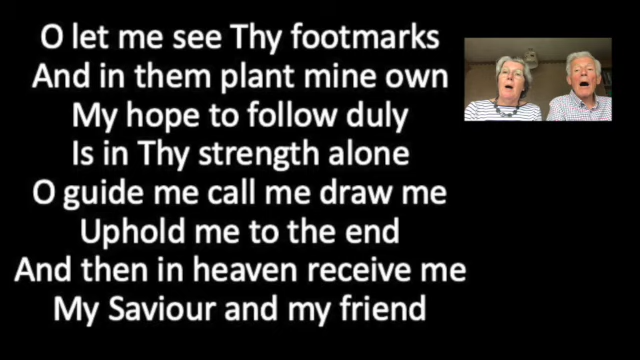 O let me see Thy footmarks
And in them plant mine own
My hope to follow duly
Is in Thy strength alone
O guide me call me draw me
Uphold me to the end
And then in heaven receive me
My Saviour and my friend